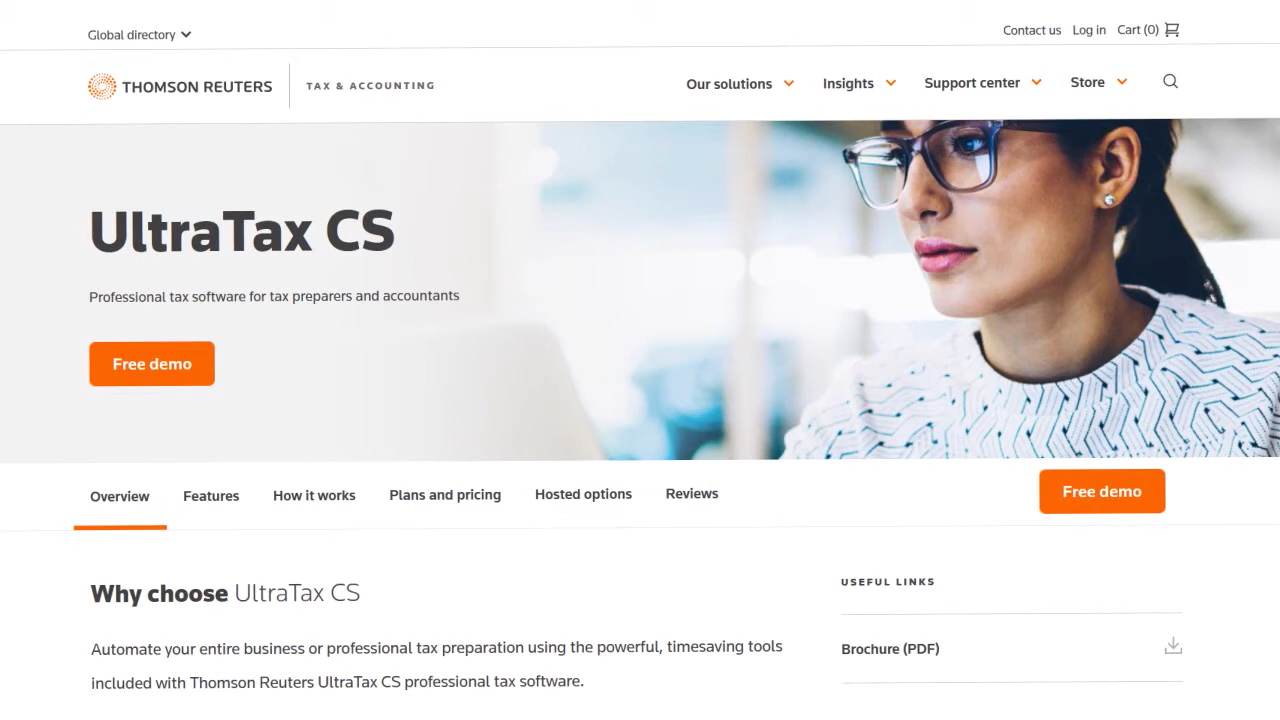 Global directory
Contact us Log in Cart (0)
THOMSON REUTERS TAX & ACCOUNTING
Our solutions Insights Support center Store
UltraTax CS
Professional tax software for tax preparers and accountants
Free demo
Overview Features How it works Plans and pricing Hosted options Reviews Free demo
Why choose UltraTax CS
Automate your entire business or professional tax preparation using the powerful, timesaving tools
included with Thomson Reuters UltraTax CS professional tax software.
USEFUL LINKS
Brochure (PDF)